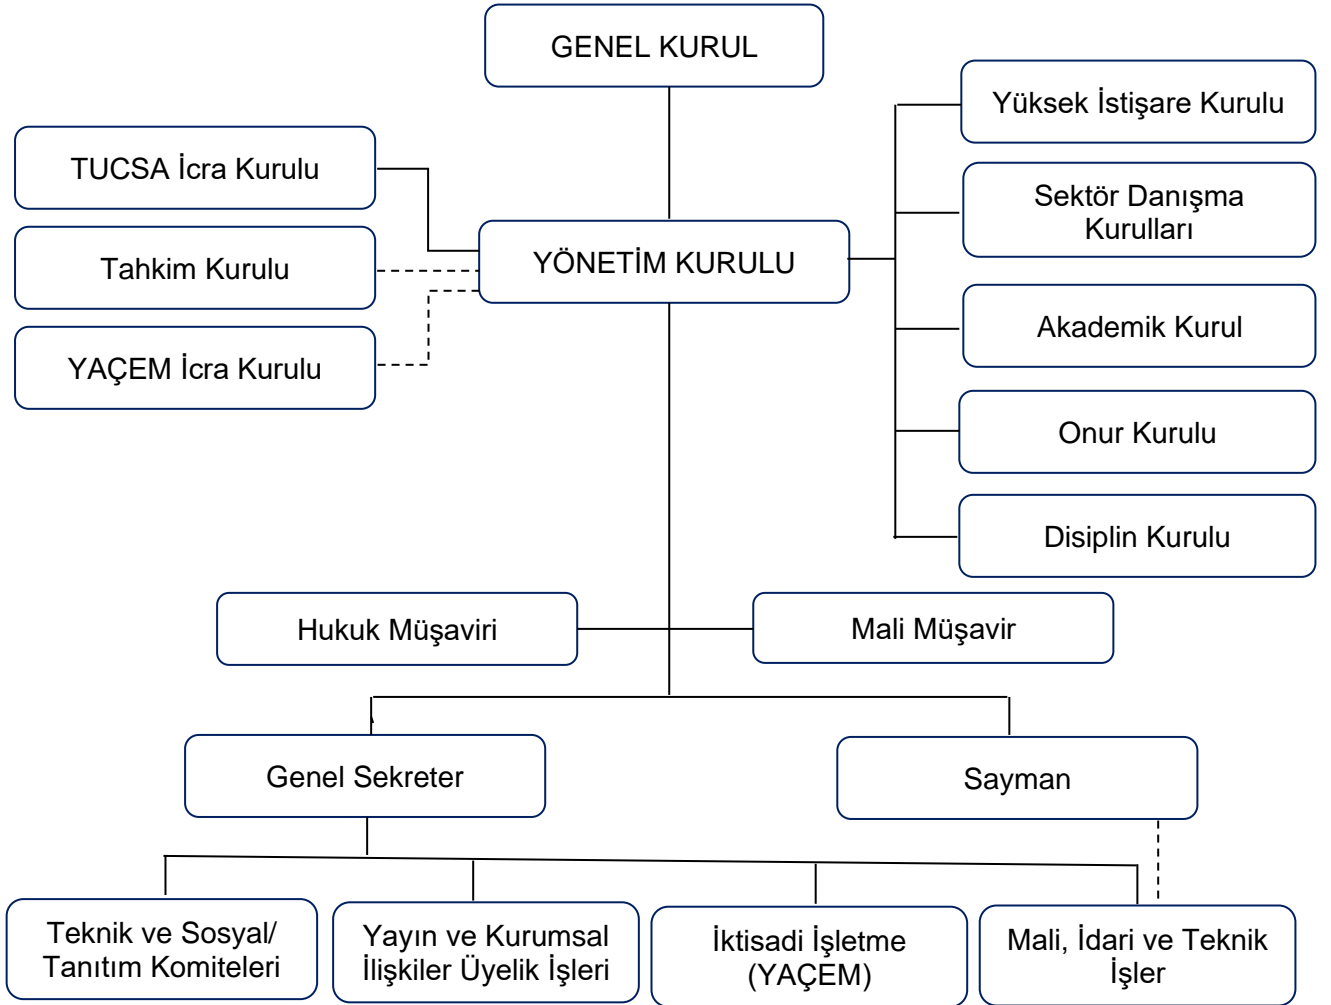 GENEL KURUL
Yüksek İstişare Kurulu
TUCSA İcra Kurulu
Sektör Danışma
Kurulları
Tahkim Kurulu
YÖNETİM KURULU
Akademik Kurul
YAÇEM İcra Kurulu
Onur Kurulu
Disiplin Kurulu
Hukuk Müşaviri
Mali Müşavir
Genel Sekreter
Sayman
Teknik ve Sosyal/
Tanıtım Komiteleri
Yayın ve Kurumsal
İlişkiler Üyelik İşleri
İktisadi İşletme
(YAÇEM)
Mali, İdari ve Teknik
İşler